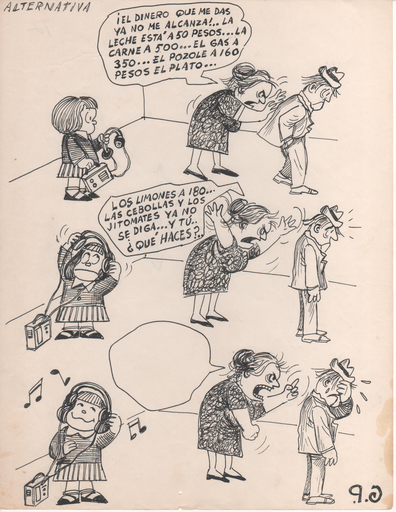 ALTERNATIVA
¡EL DINERO QUE ME DAS
YA NO ME ALCANZA!.. LA
LECHE ESTÁ A 50 PESOS...LA
CARNE A 500...EL GAS A
350...EL POZOLE A 160
PESOS EL PLATO...
LOS LIMONES A 180...
LAS CEBOLLAS Y LOS
JITOMATES YA NO
SE DIGA...Y TÚ..
¿QUÉ HACES?..
G.P.